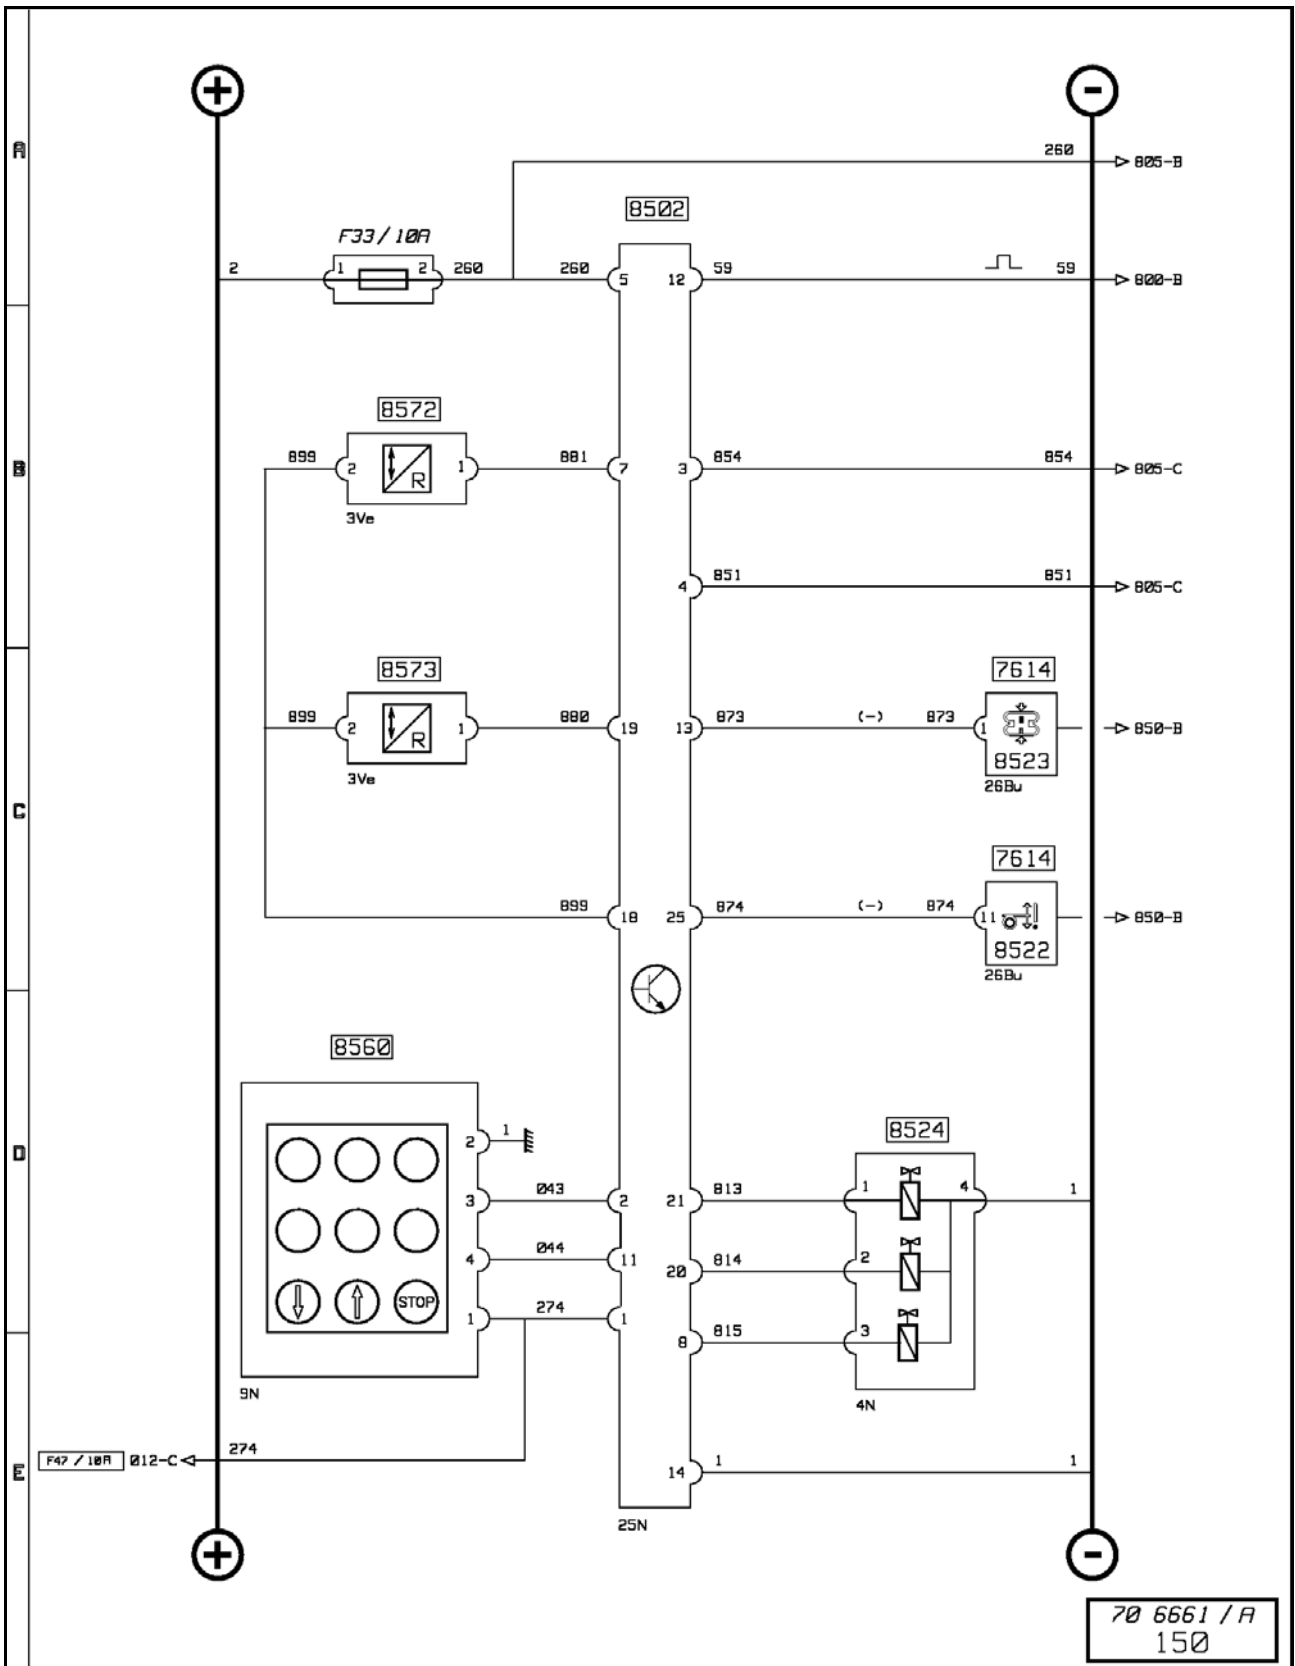 + -
A 260 805-B
8502
F33 / 10A
2 1 2 260 260 5 12 59 59 800-B
8572
B 899 2 R 1 881 7 3 854 854 805-C
3Ve
4 851 851 805-C
8573 7614
899 2 R 1 880 19 13 873 (-) 873 1 850-B
8523
3Ve 26Bu
C
7614
899 18 25 874 (-) 874 11 850-B
8522
26Bu
8560
8524
D 2 1
3 043 2 21 813 1 4 1
4 044 11 20 814 2
STOP
1 274 1 8 815 3
9N 4N
F47 / 10A 012-C 274
E 14 1 1
25N
+ -
70 6661 / A
150